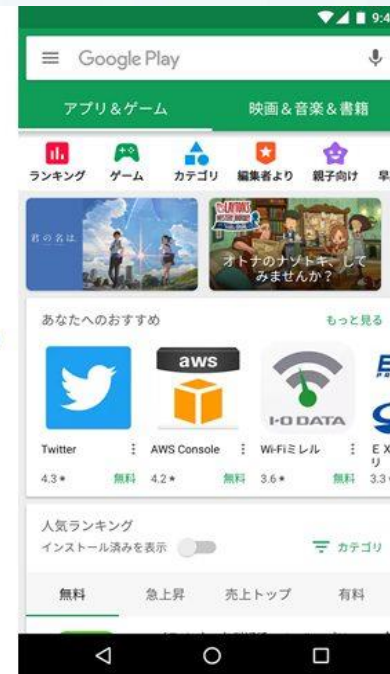 9:4
Google Play
アプリ＆ゲーム 映画＆音楽＆書籍
ランキング ゲーム カテゴリ 編集者より 親子向け 早
君の名は
LAYTON'S
オトナのナゾトキ、して
みませんか？
あなたへのおすすめ もっと見る
aws
I-O DATA
Twitter AWS Console Wi-Fiミレル EX
リ
4.3★ 無料 4.2★ 無料 3.6★ 無料 3.3
人気ランキング
インストール済みを表示 カテゴリ
無料 急上昇 売上トップ 有料